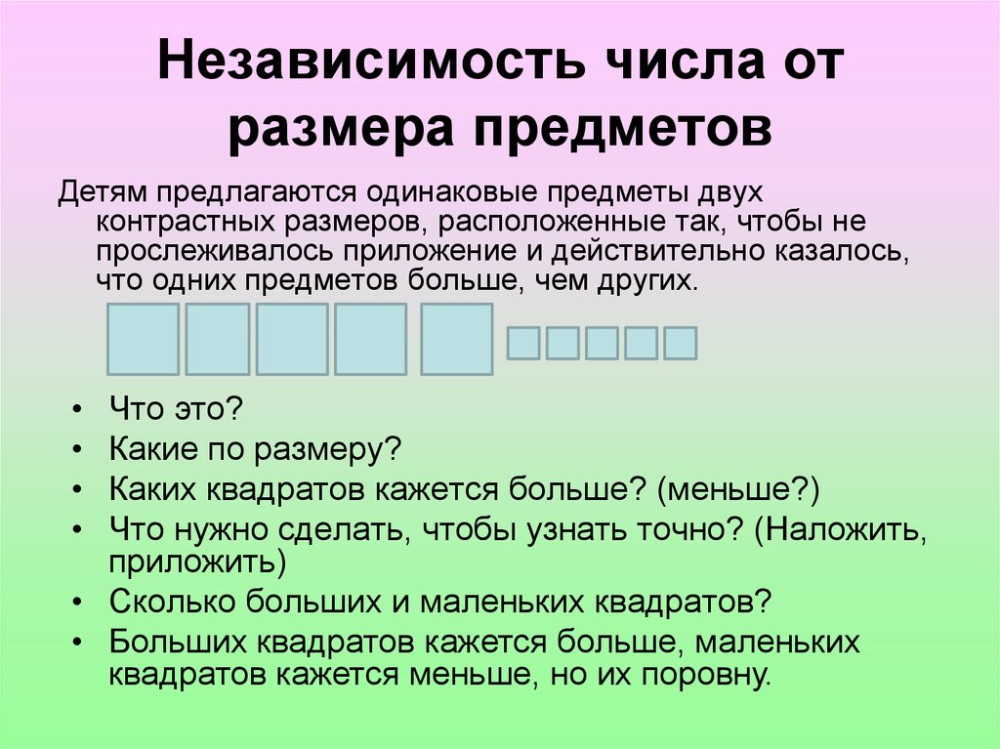 Независимость числа от
размера предметов
Детям предлагаются одинаковые предметы двух
контрастных размеров, расположенные так, чтобы не
прослеживалось приложение и действительно казалось,
что одних предметов больше, чем других.
• Что это?
• Какие по размеру?
• Каких квадратов кажется больше? (меньше?)
• Что нужно сделать, чтобы узнать точно? (Наложить,
приложить)
• Сколько больших и маленьких квадратов?
• Больших квадратов кажется больше, маленьких
квадратов кажется меньше, но их поровну.